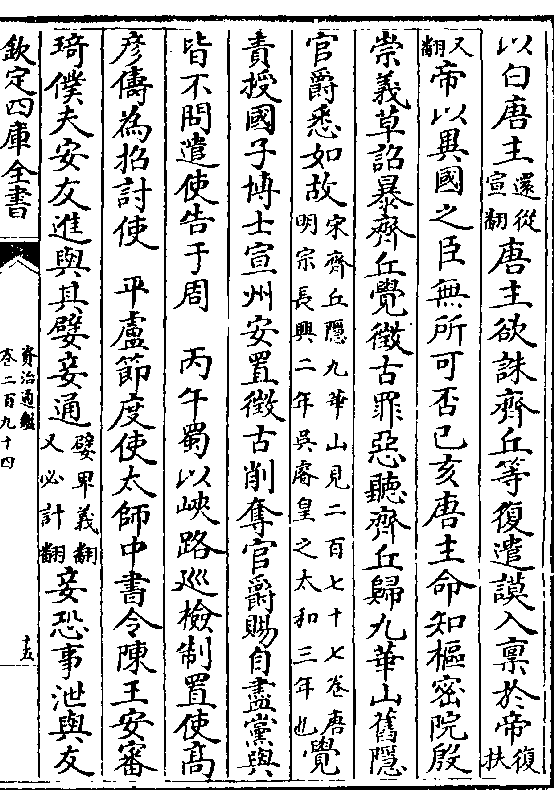 以白唐主還從宣翻唐主欲誅齊丘等復遣謨入禀於帝復扶
又翻帝以異國之臣無所可否己亥唐主命知樞密院殷
崇義草詔暴齊丘覺徵古罪惡聽齊丘歸九華山舊隱
官爵悉如故宋齊丘隱九華山見二百七十七卷唐明宗長興二年吳睿皇之太和三年也覺
責授國子博士宣州安置徵古削奪官爵賜自盡黨與
皆不問遣使告于周　丙午蜀以峽路巡檢制置使高
彦儔為招討使　平盧節度使太師中書令陳王安審
琦僕夫安友進與其嬖妾通嬖卑義翻又必計翻妾恐事泄與友
欽定四庫全書
資治通鑑
卷二百九十四
十五